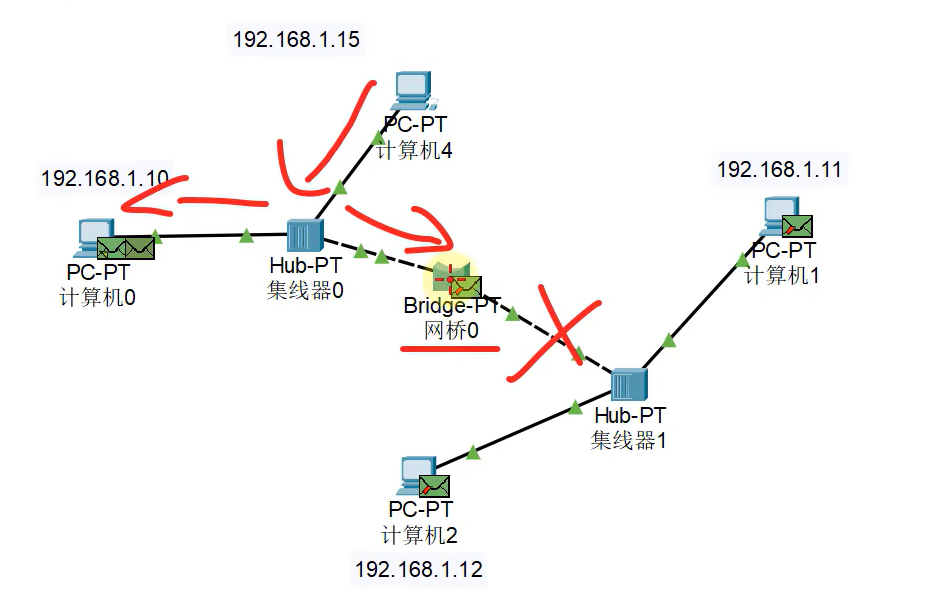 192.168.1.15
PC-PT
计算机4
192.168.1.10
192.168.1.11
PC-PT
计算机0
Hub-PT
集线器0
PC-PT
计算机1
Bridge-PT
网桥0
Hub-PT
集线器1
PC-PT
计算机2
192.168.1.12